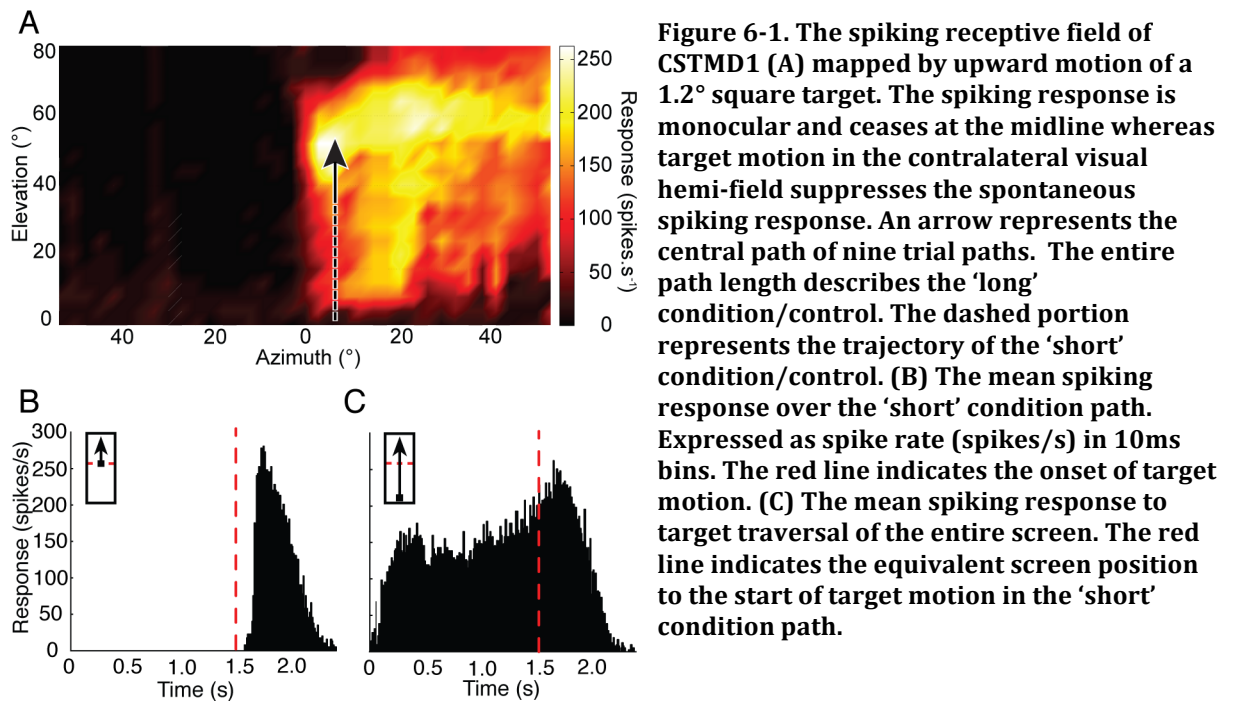 A
80
60
40
20
0
Elevation (°)
40
20
0
20
40
Azimuth (°)
250
200
150
100
50
0
Response (spikes.s⁻¹)
B
300
250
200
150
100
50
0
Response (spikes/s)
0
0.5
1.0
1.5
2.0
Time (s)
C
0
0.5
1.0
1.5
2.0
Time (s)
Figure 6-1. The spiking receptive field of
CSTMD1 (A) mapped by upward motion of a
1.2° square target. The spiking response is
monocular and ceases at the midline whereas
target motion in the contralateral visual
hemi-field suppresses the spontaneous
spiking response. An arrow represents the
central path of nine trial paths. The entire
path length describes the ‘long’
condition/control. The dashed portion
represents the trajectory of the ‘short’
condition/control. (B) The mean spiking
response over the ‘short’ condition path.
Expressed as spike rate (spikes/s) in 10ms
bins. The red line indicates the onset of target
motion. (C) The mean spiking response to
target traversal of the entire screen. The red
line indicates the equivalent screen position
to the start of target motion in the ‘short’
condition path.